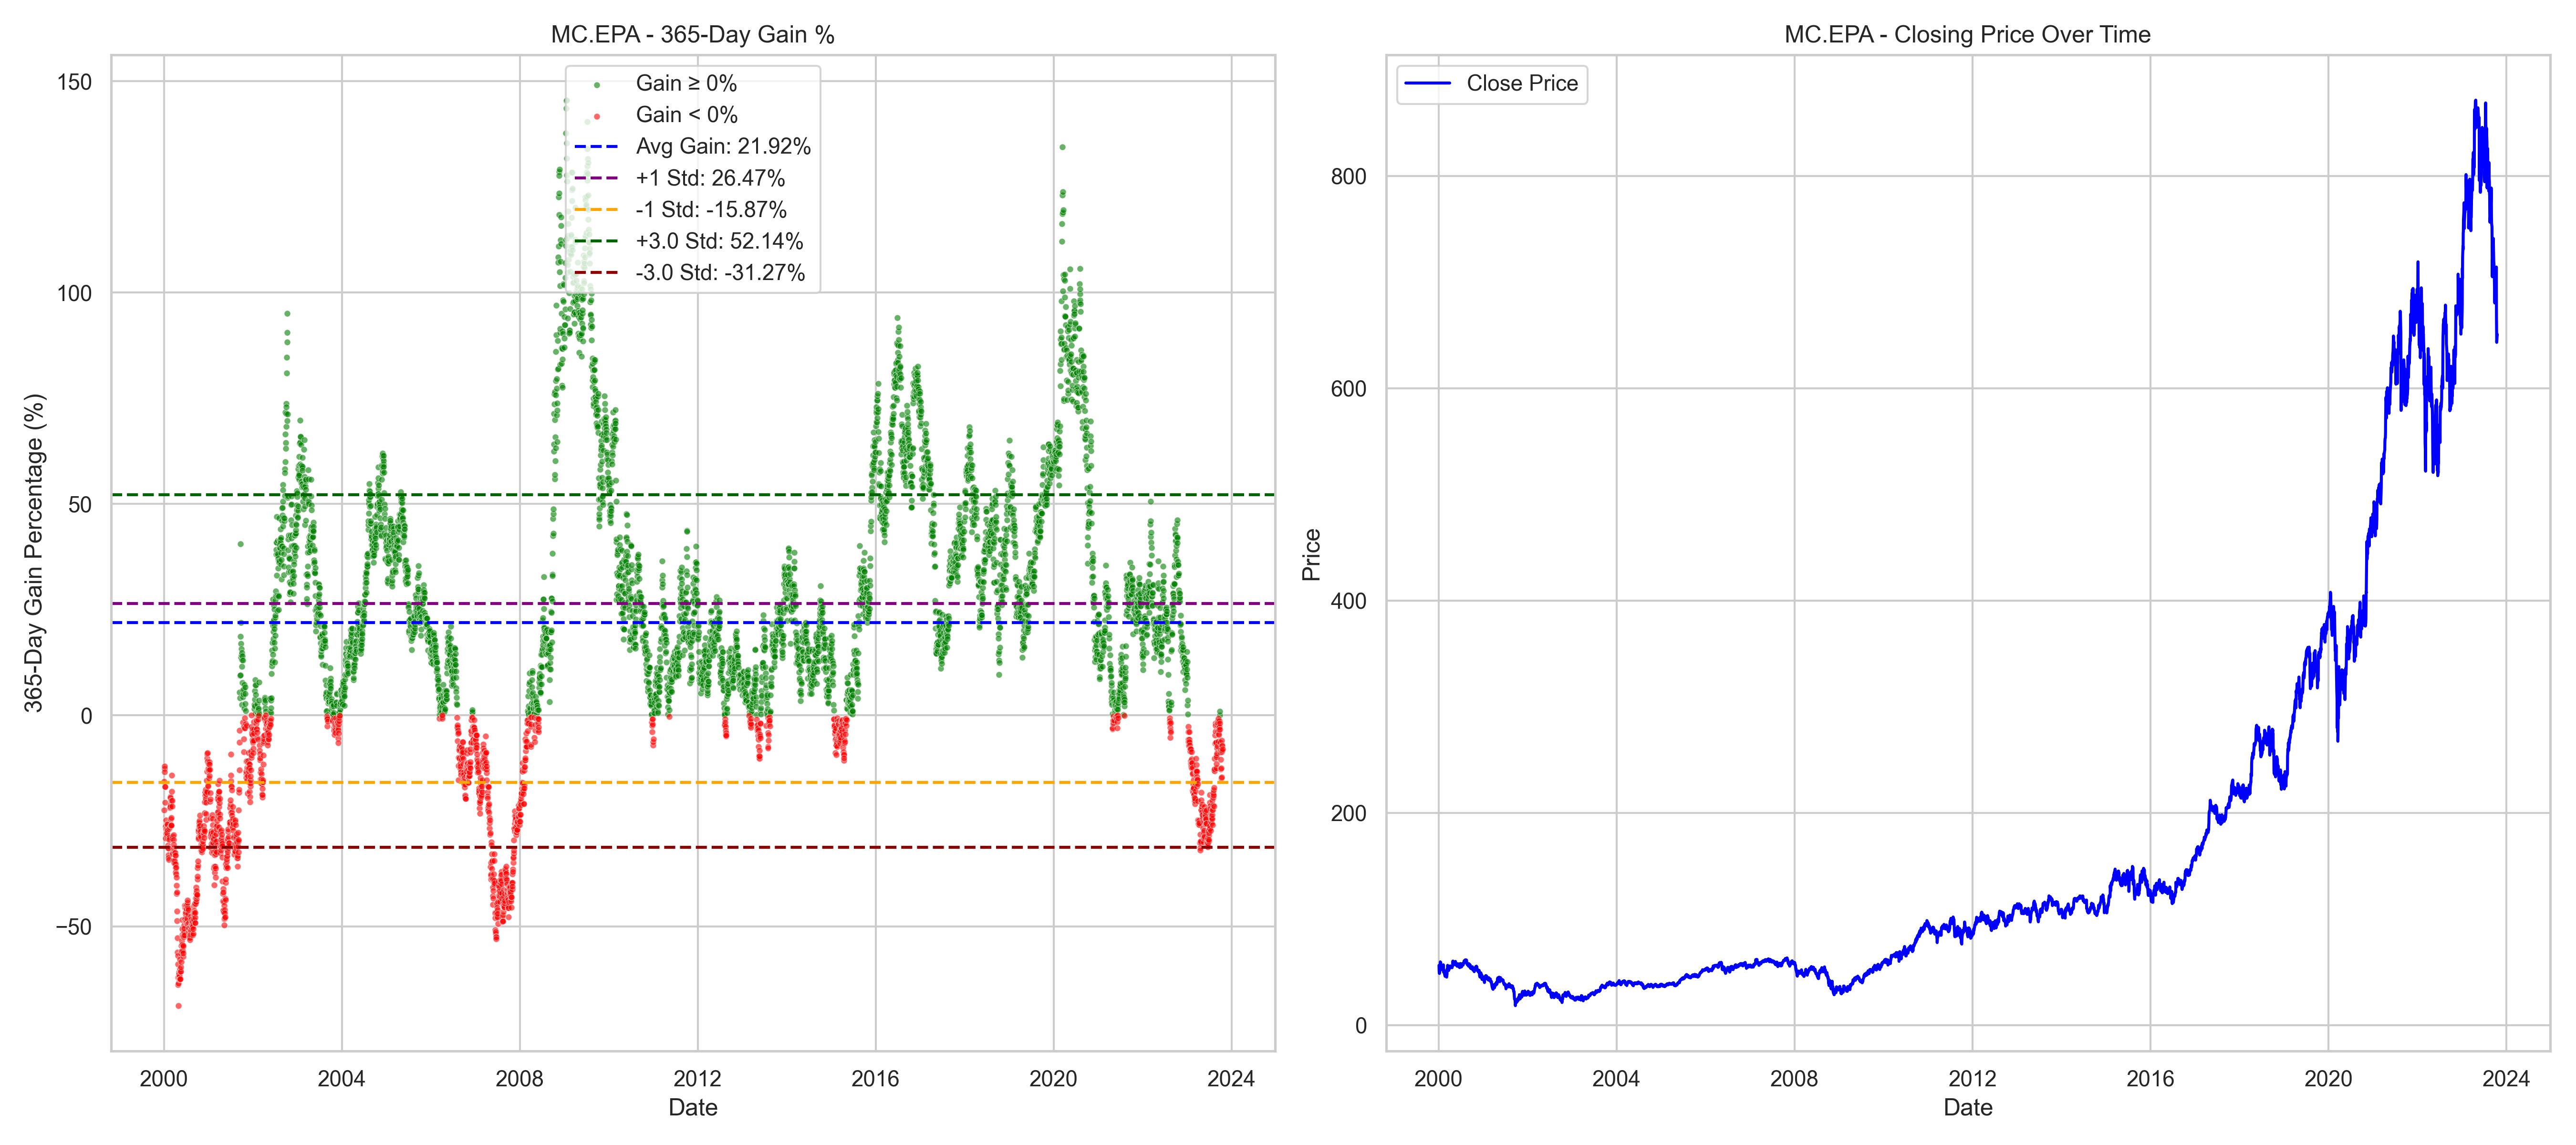 MC.EPA - 365-Day Gain %
150
100
50
0
−50
365-Day Gain Percentage (%)
Gain ≥ 0%
Gain < 0%
Avg Gain: 21.92%
+1 Std: 26.47%
-1 Std: -15.87%
+3.0 Std: 52.14%
-3.0 Std: -31.27%
2000 2004 2008 2012 2016 2020 2024
Date
MC.EPA - Closing Price Over Time
Close Price
800
600
400
200
0
Price
2000 2004 2008 2012 2016 2020 2024
Date